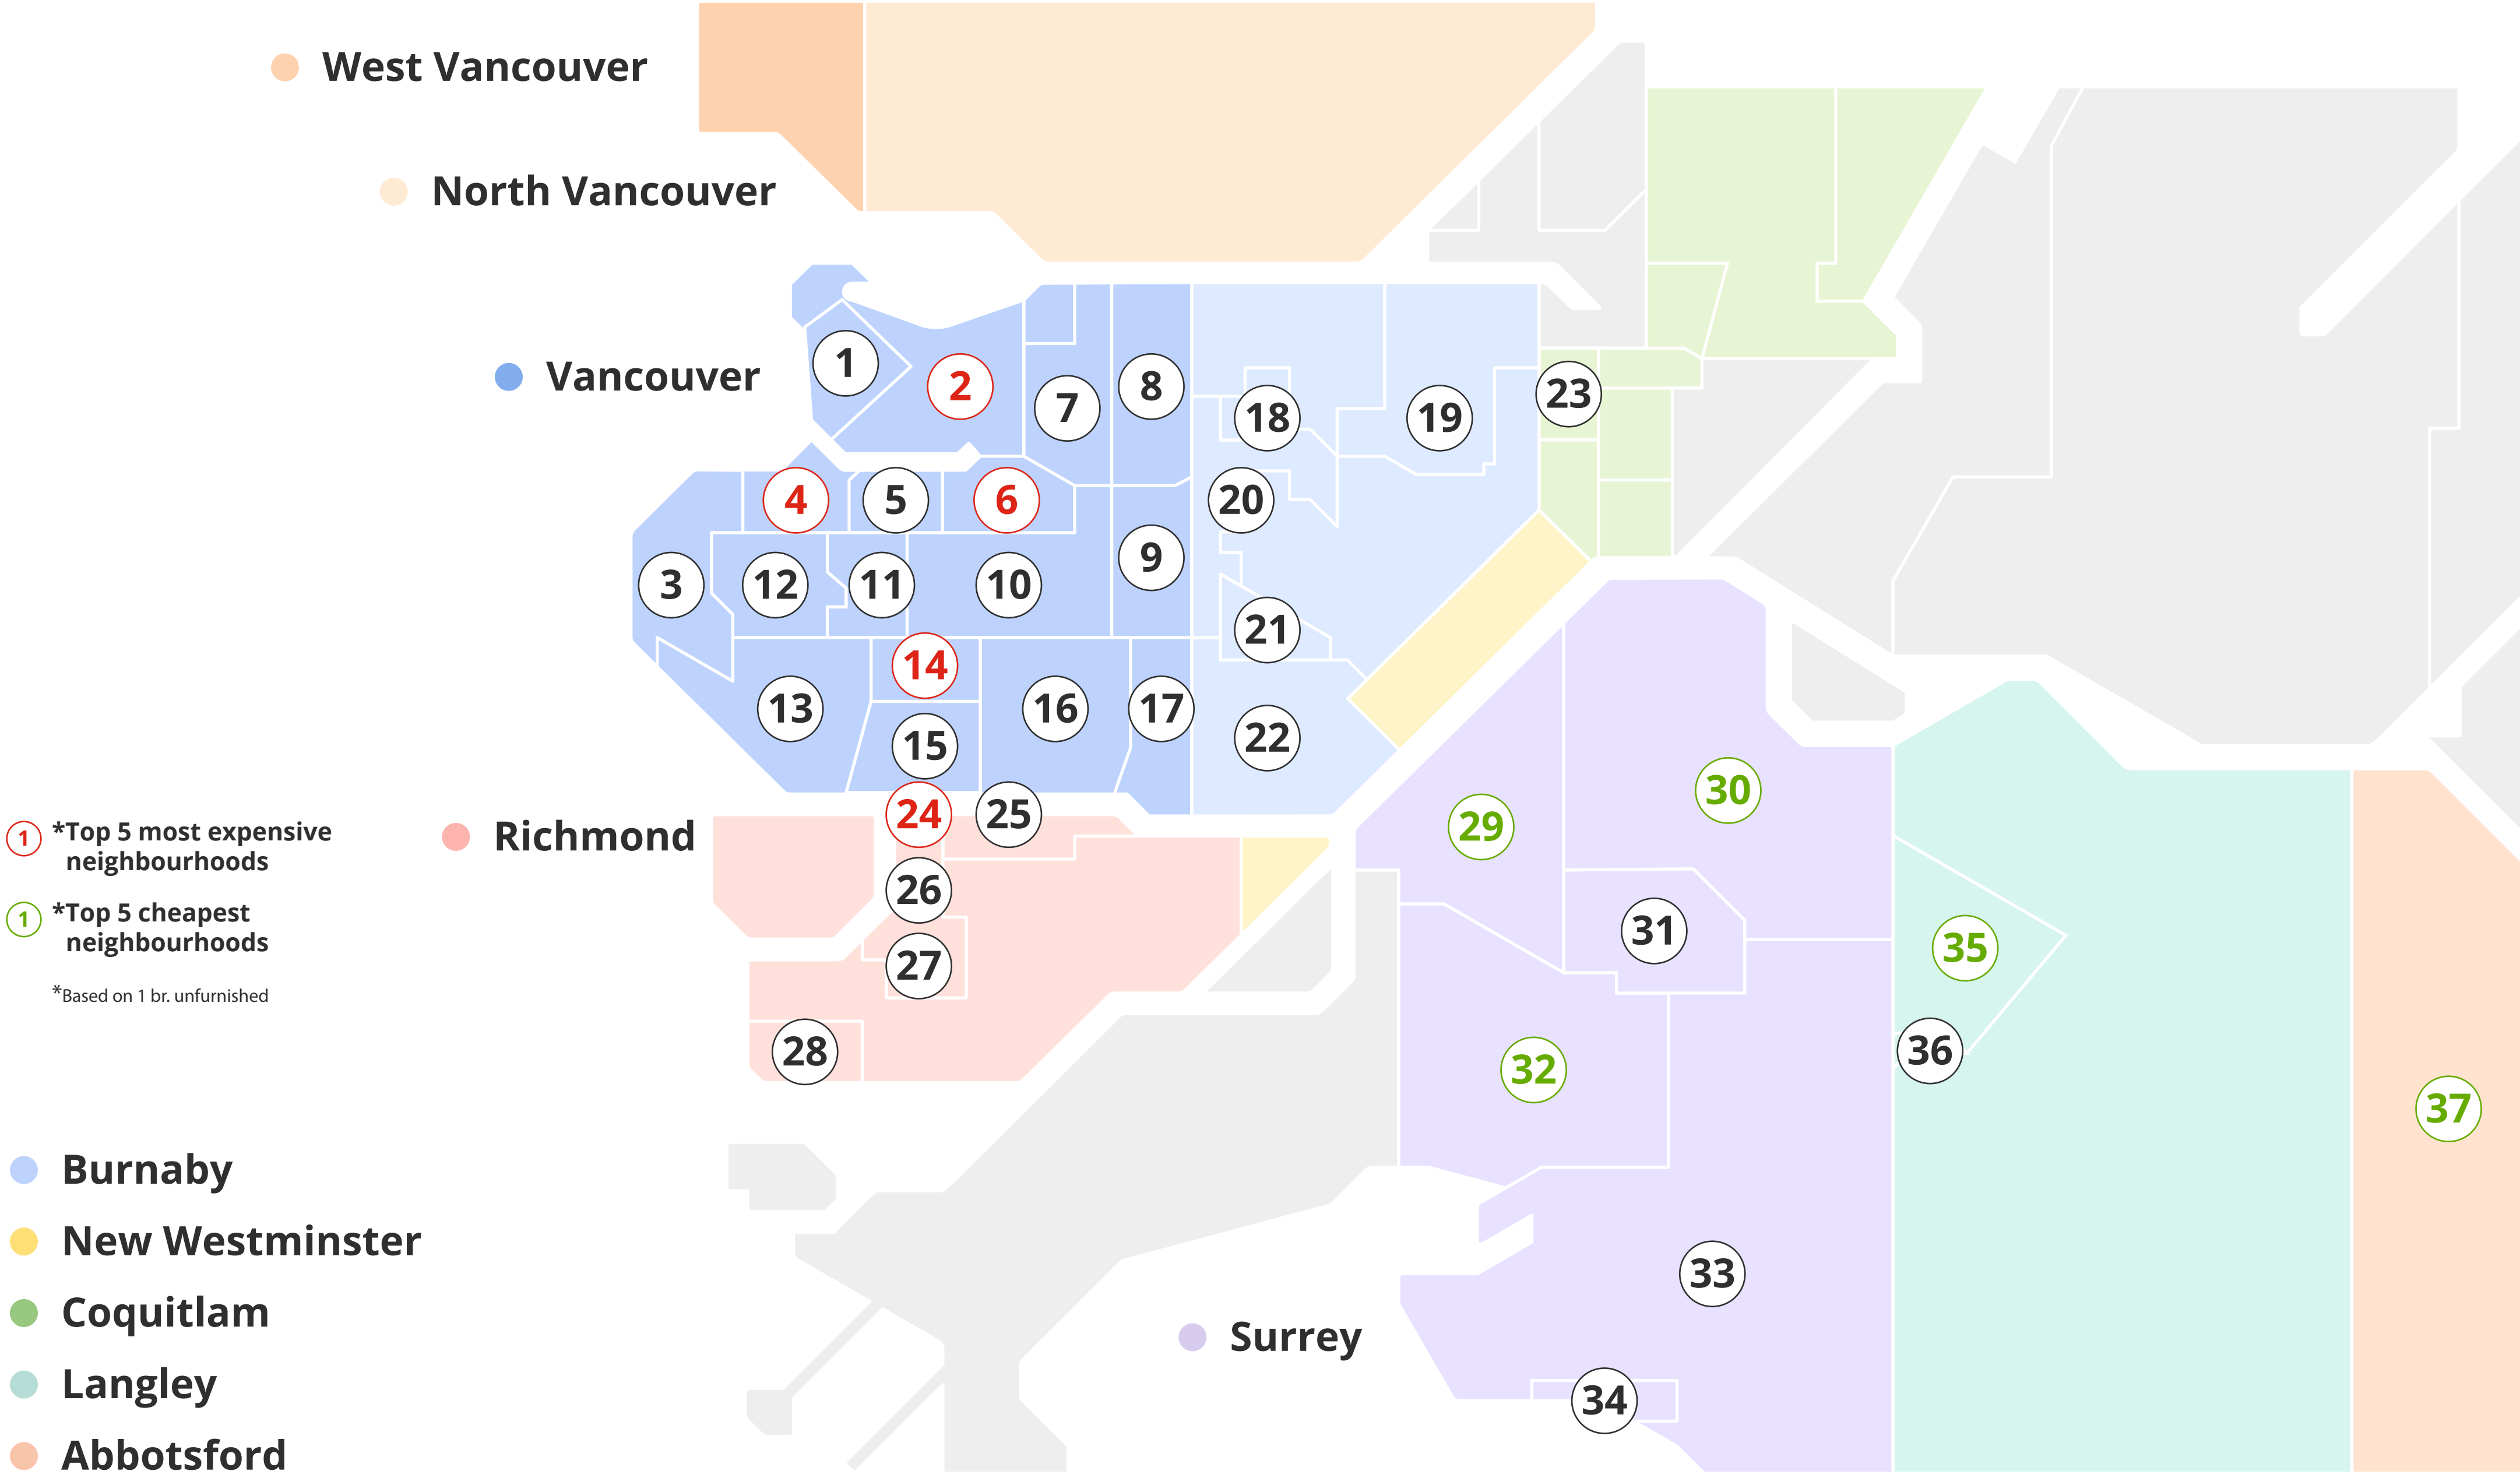 West Vancouver
North Vancouver
Vancouver
1
2
7
8
18
19
23
4
5
6
20
3
12
11
10
9
21
14
13
15
16
17
22
24
25
Richmond
26
27
28
29
30
31
32
33
34
35
36
37
1 *Top 5 most expensive
neighbourhoods
1 *Top 5 cheapest
neighbourhoods
*Based on 1 br. unfurnished
Burnaby
New Westminster
Coquitlam
Langley
Abbotsford
Surrey